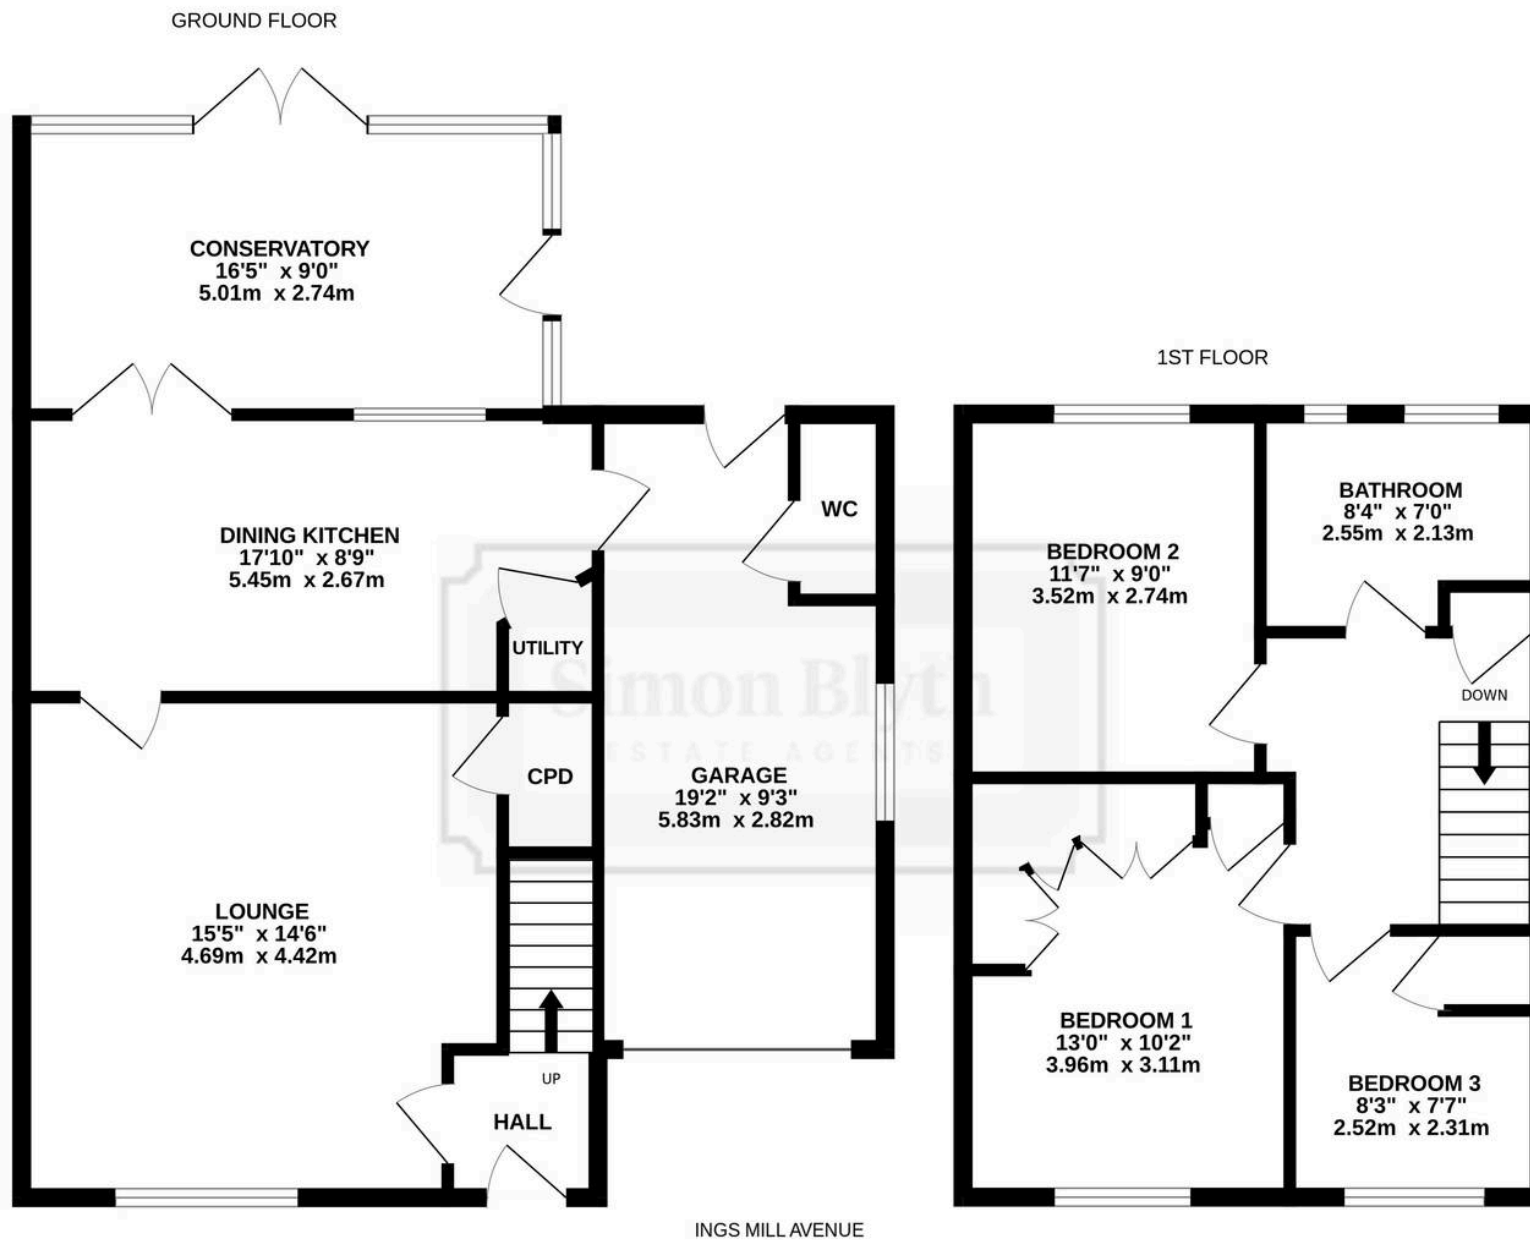 GROUND FLOOR
CONSERVATORY
16'5" x 9'0"
5.01m x 2.74m
DINING KITCHEN
17'10" x 8'9"
5.45m x 2.67m
UTILITY
WC
CPD
GARAGE
19'2" x 9'3"
5.83m x 2.82m
LOUNGE
15'5" x 14'6"
4.69m x 4.42m
UP
HALL
Simon Blyth
ESTATE AGENTS
1ST FLOOR
BEDROOM 2
11'7" x 9'0"
3.52m x 2.74m
BATHROOM
8'4" x 7'0"
2.55m x 2.13m
DOWN
BEDROOM 1
13'0" x 10'2"
3.96m x 3.11m
BEDROOM 3
8'3" x 7'7"
2.52m x 2.31m
INGS MILL AVENUE